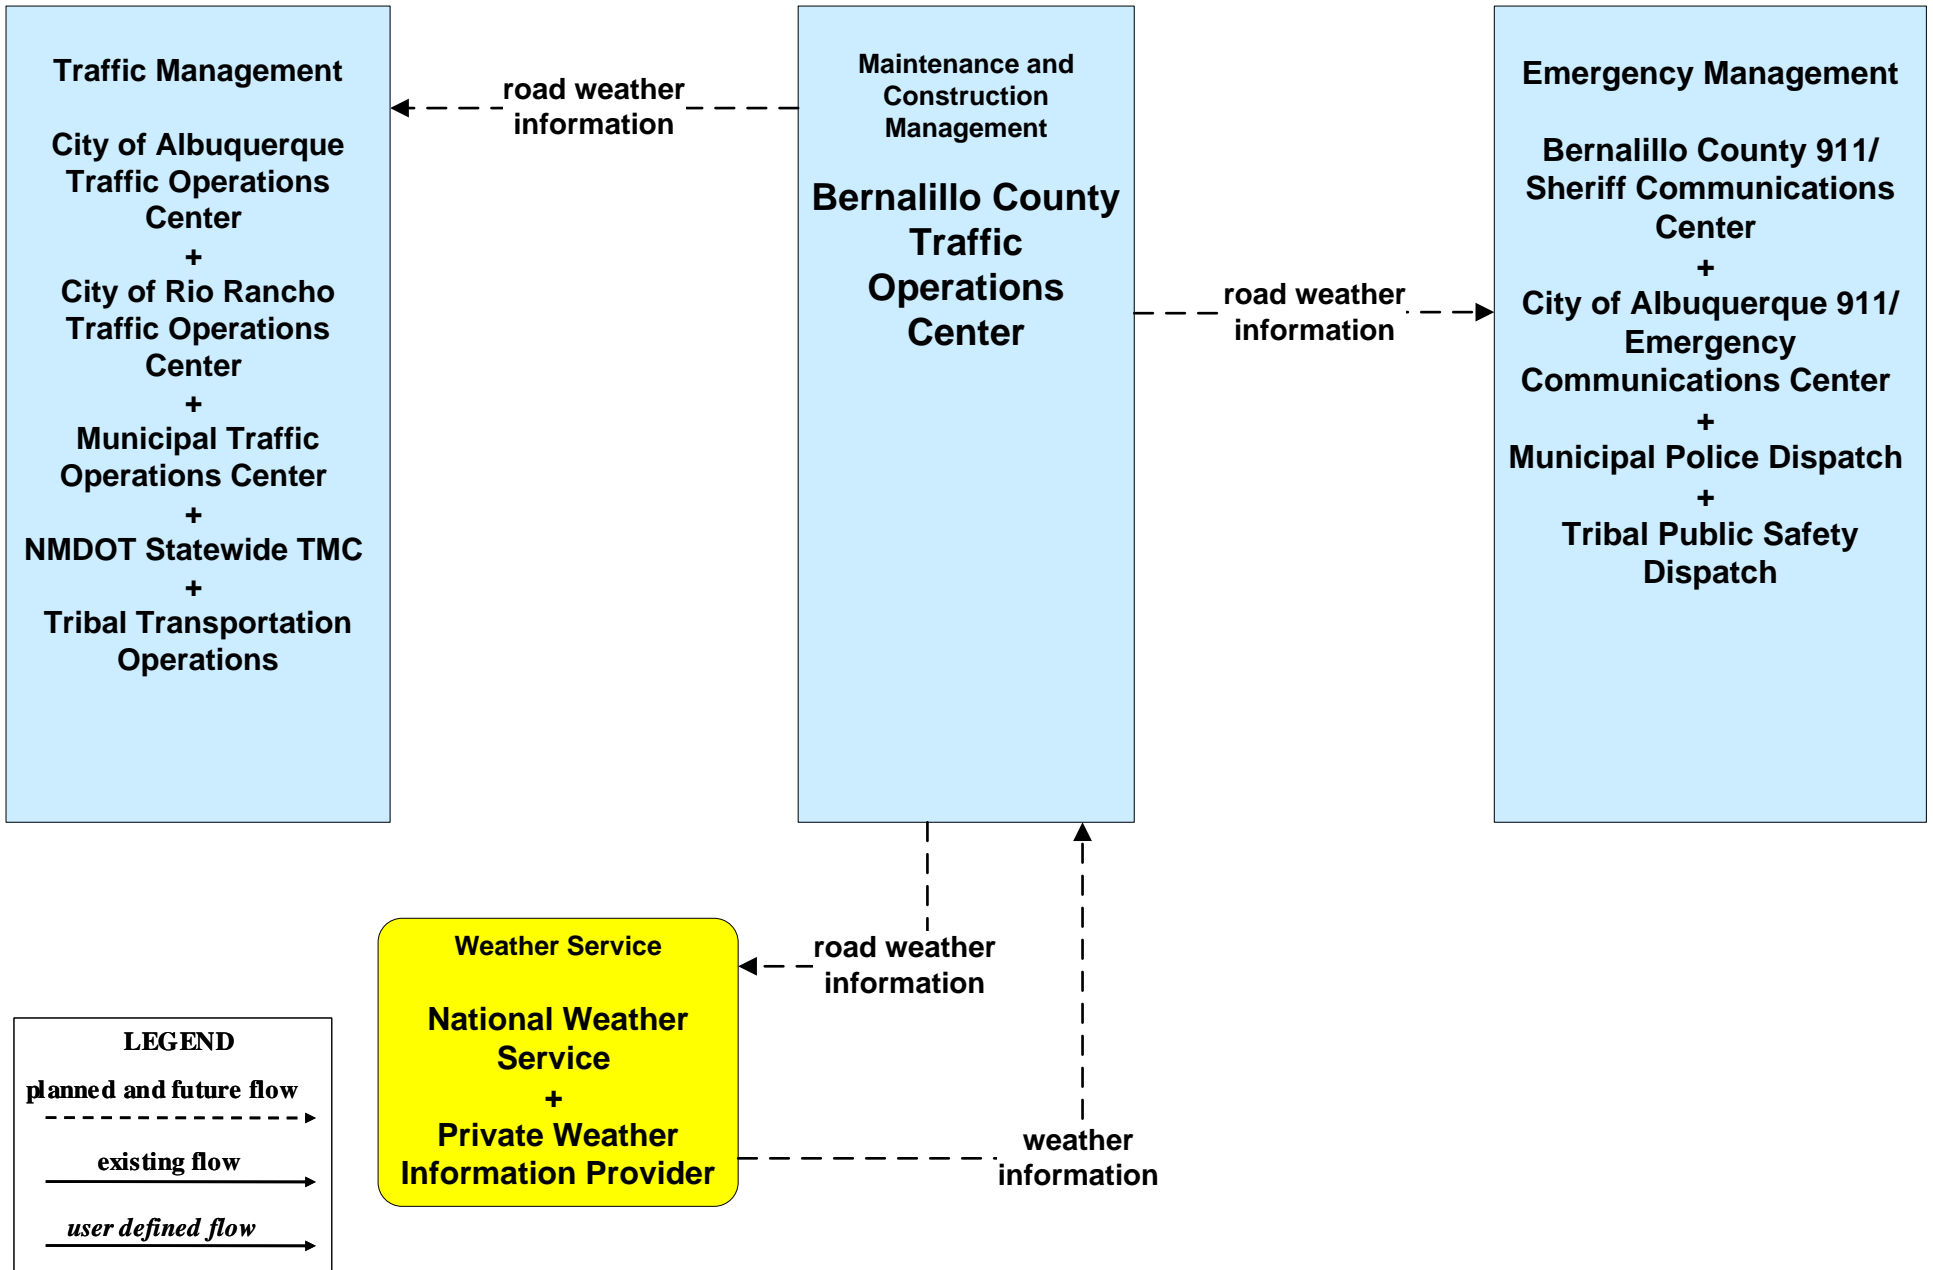 Traffic Management
City of Albuquerque
Traffic Operations
Center
+
City of Rio Rancho
Traffic Operations
Center
+
Municipal Traffic
Operations Center
+
NMDOT Statewide TMC
+
Tribal Transportation
Operations
road weather
information
Maintenance and
Construction
Management
Bernalillo County
Traffic
Operations
Center
road weather
information
Emergency Management
Bernalillo County 911/
Sheriff Communications
Center
+
City of Albuquerque 911/
Emergency
Communications Center
+
Municipal Police Dispatch
+
Tribal Public Safety
Dispatch
Weather Service
National Weather
Service
+
Private Weather
Information Provider
road weather
information
weather
information
LEGEND
planned and future flow
existing flow
user defined flow